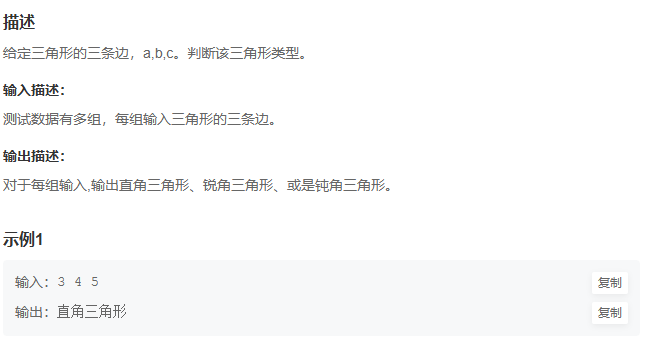 描述
给定三角形的三条边，a,b,c。判断该三角形类型。
输入描述：
测试数据有多组，每组输入三角形的三条边。
输出描述：
对于每组输入,输出直角三角形、锐角三角形、或是钝角三角形。
示例1
输入：3 4 5 复制
输出：直角三角形 复制